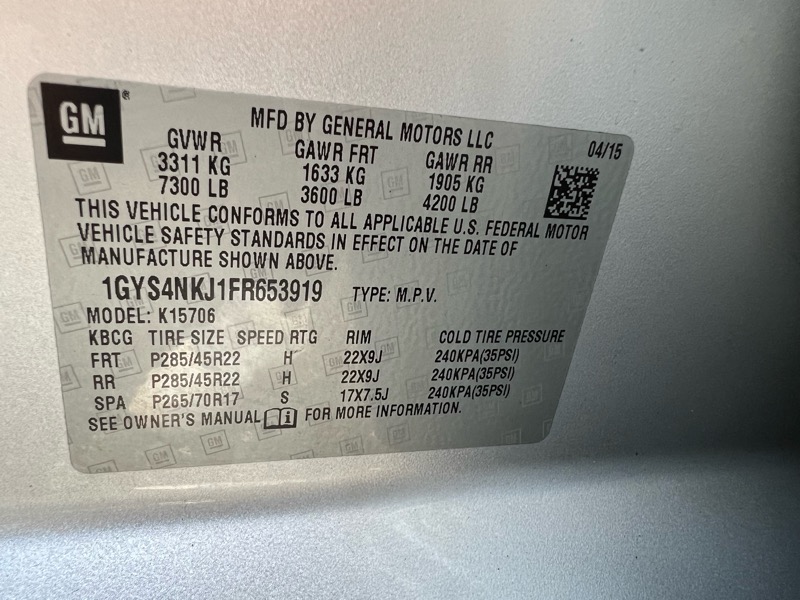 GM®
MFD BY GENERAL MOTORS LLC
04/15
GVWR GAWR FRT GAWR RR
3311 KG 1633 KG 1905 KG
7300 LB 3600 LB 4200 LB
THIS VEHICLE CONFORMS TO ALL APPLICABLE U.S. FEDERAL MOTOR
VEHICLE SAFETY STANDARDS IN EFFECT ON THE DATE OF
MANUFACTURE SHOWN ABOVE.
1GYS4NKJ1FR653919 TYPE: M.P.V.
MODEL: K15706
KBCG TIRE SIZE SPEED RTG RIM COLD TIRE PRESSURE
FRT P285/45R22 H 22X9J 240KPA(35PSI)
RR P285/45R22 H 22X9J 240KPA(35PSI)
SPA P265/70R17 S 17X7.5J 240KPA(35PSI)
SEE OWNER'S MANUAL FOR MORE INFORMATION.